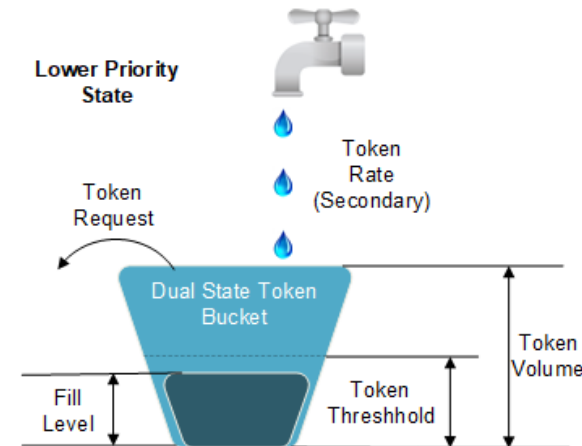 Lower Priority
State
Token
Rate
(Secondary)
Token
Request
Dual State Token
Bucket
Token
Volume
Fill
Level
Token
Threshhold